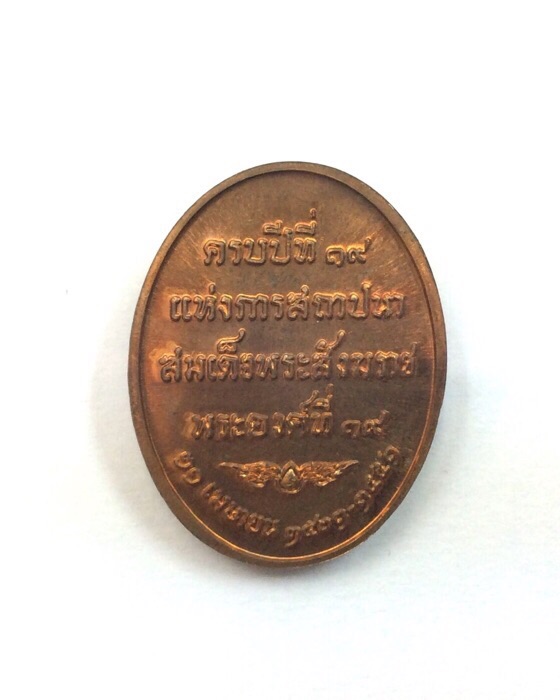 ครบปีที่ ๑๙
แห่งการสถาปนา
สมเด็จพระสังฆราช
พระองค์ที่ ๑๙
๒๑ เมษายน ๒๕๓๒-๒๕๕๑